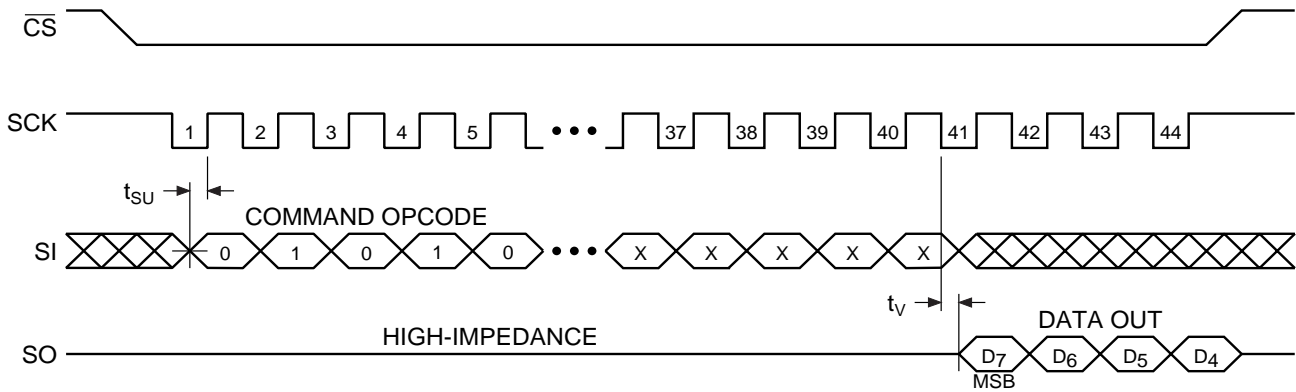 CS
SCK 1 2 3 4 5 ••• 37 38 39 40 41 42 43 44
tSU
COMMAND OPCODE
SI 0 1 0 1 0 ••• X X X X X
tV
HIGH-IMPEDANCE DATA OUT
SO D7 D6 D5 D4
MSB